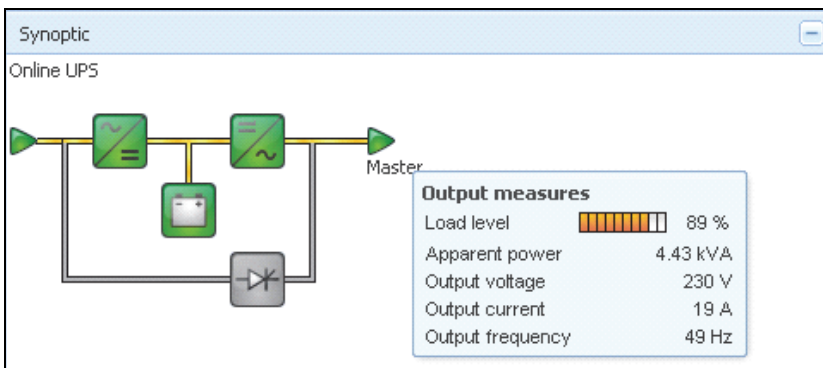 Synoptic
Online UPS
Master
Output measures
Load level 89 %
Apparent power 4.43 kVA
Output voltage 230 V
Output current 19 A
Output frequency 49 Hz